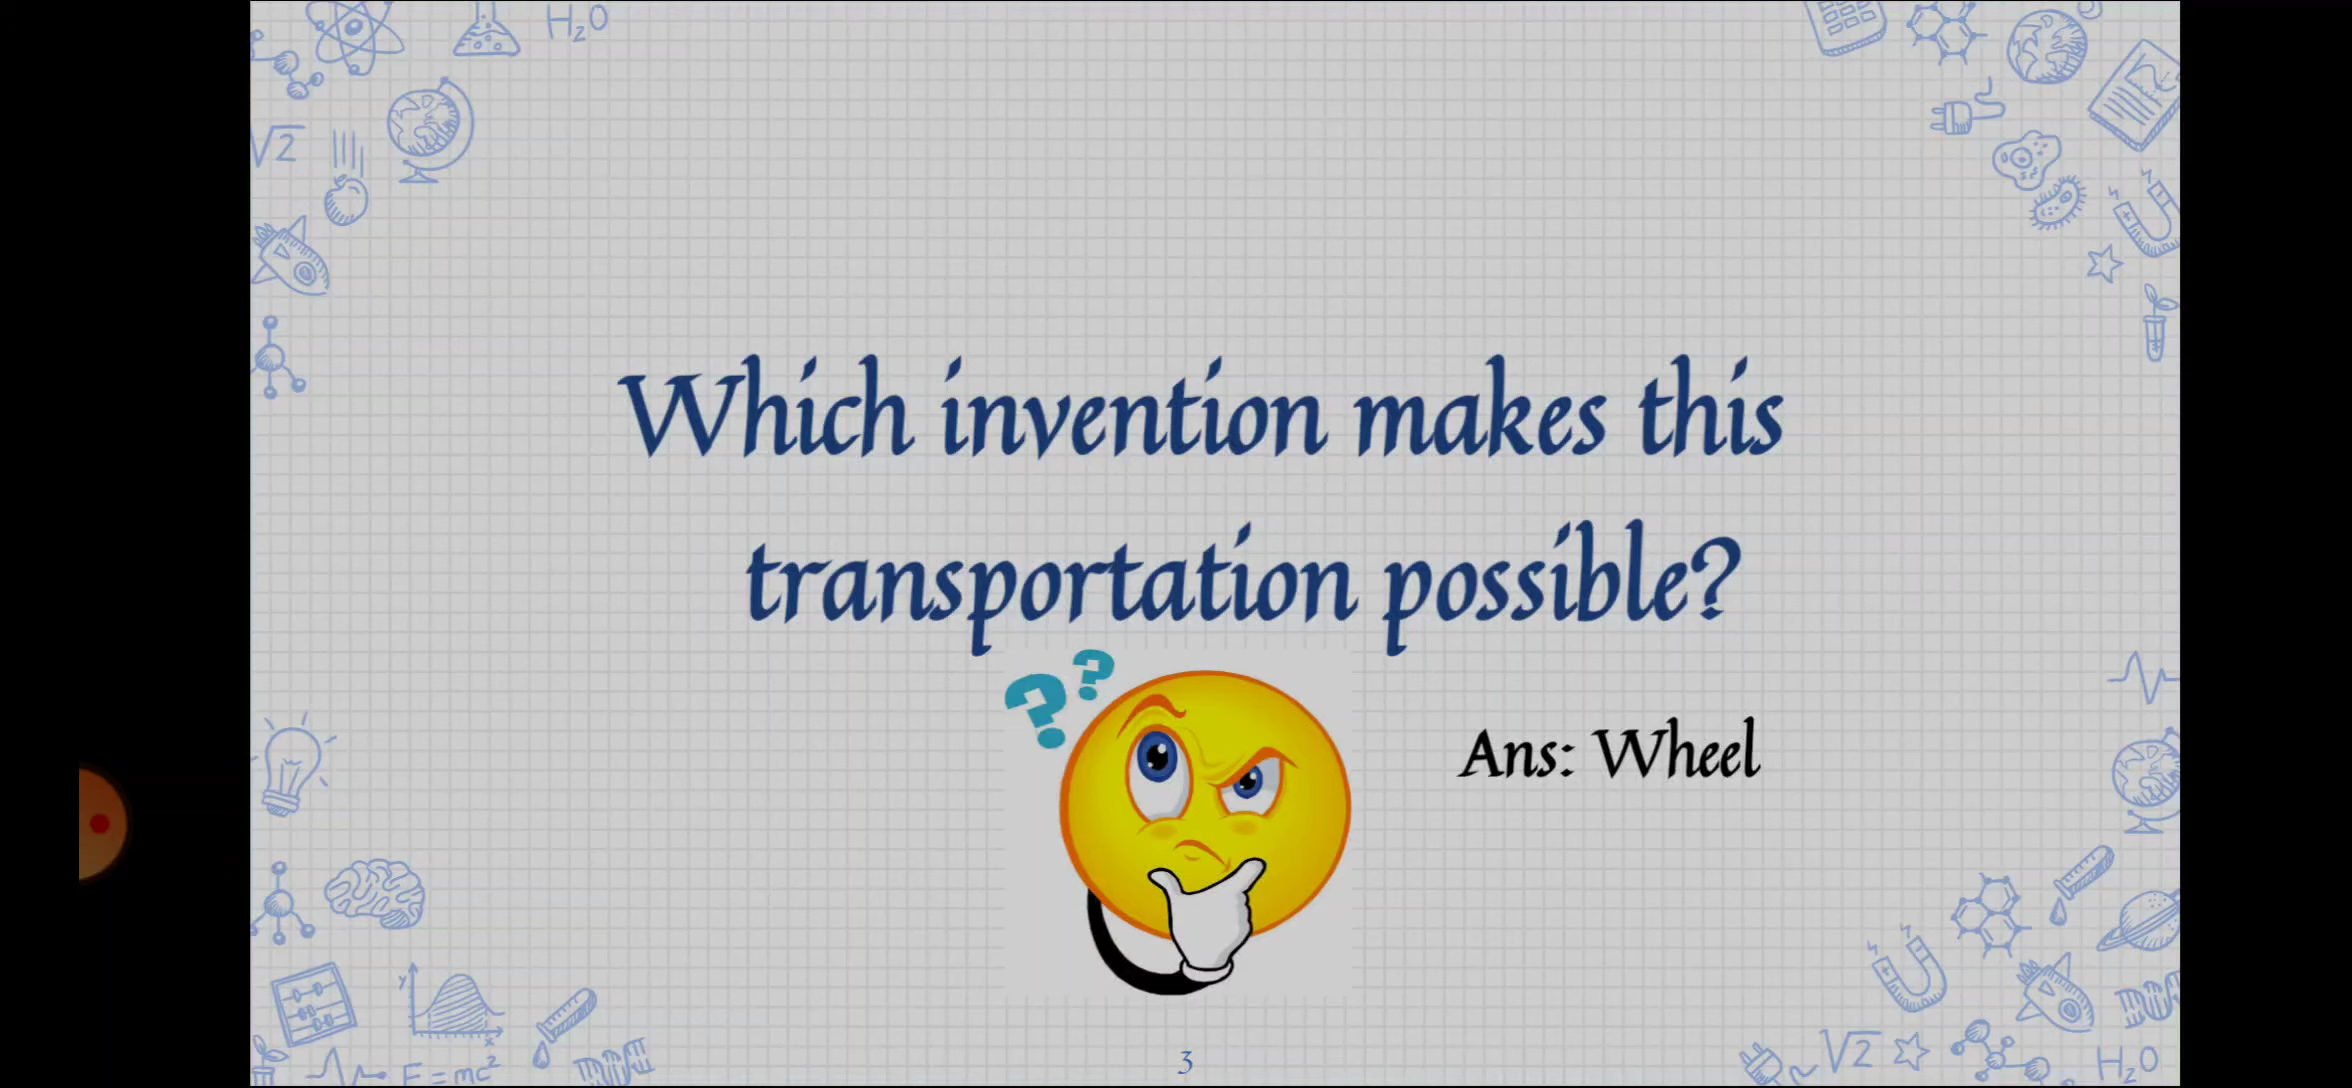 H₂O
√2
Which invention makes this
transportation possible?
? ?
Ans: Wheel
y
x
E=mc²
3
√2
H₂O